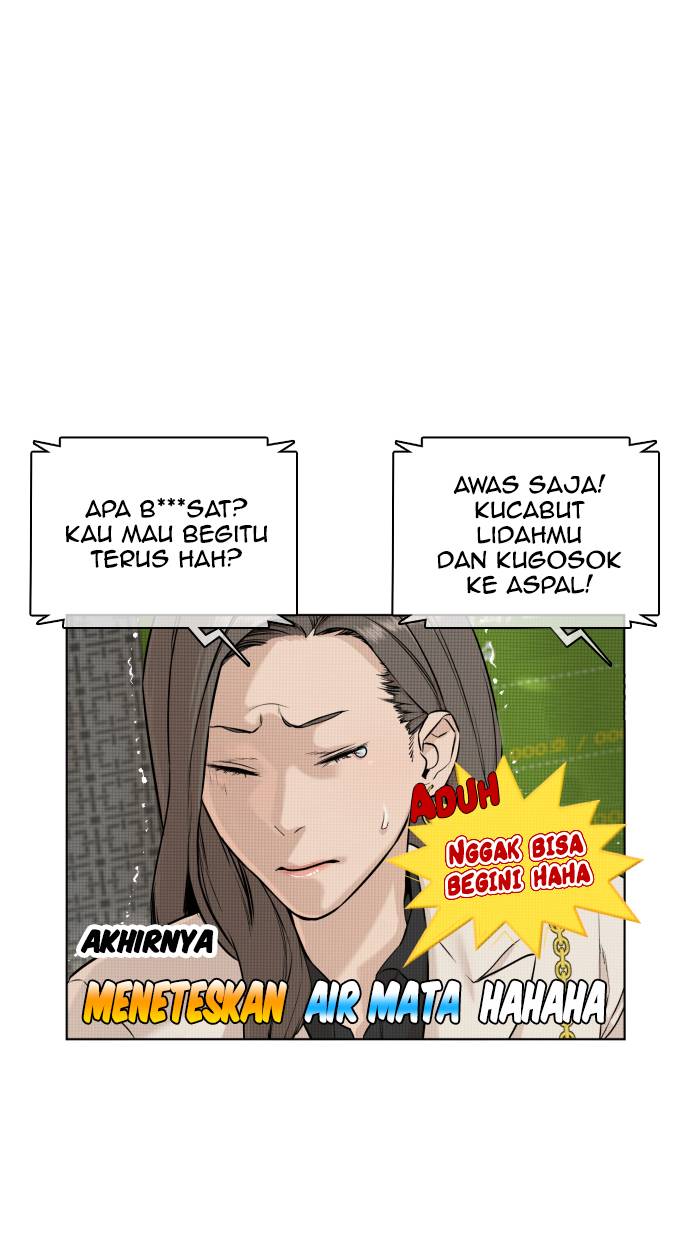 APA B***SAT?
KAU MAU BEGITU
TERUS HAH?
AWAS SAJA!
KUCABUT
LIDAHMU
DAN KUGOSOK
KE ASPAL!
ADUH
NGGAK BISA
BEGINI HAHA
AKHIRNYA
MENETESKAN AIR MATA HAHAHA